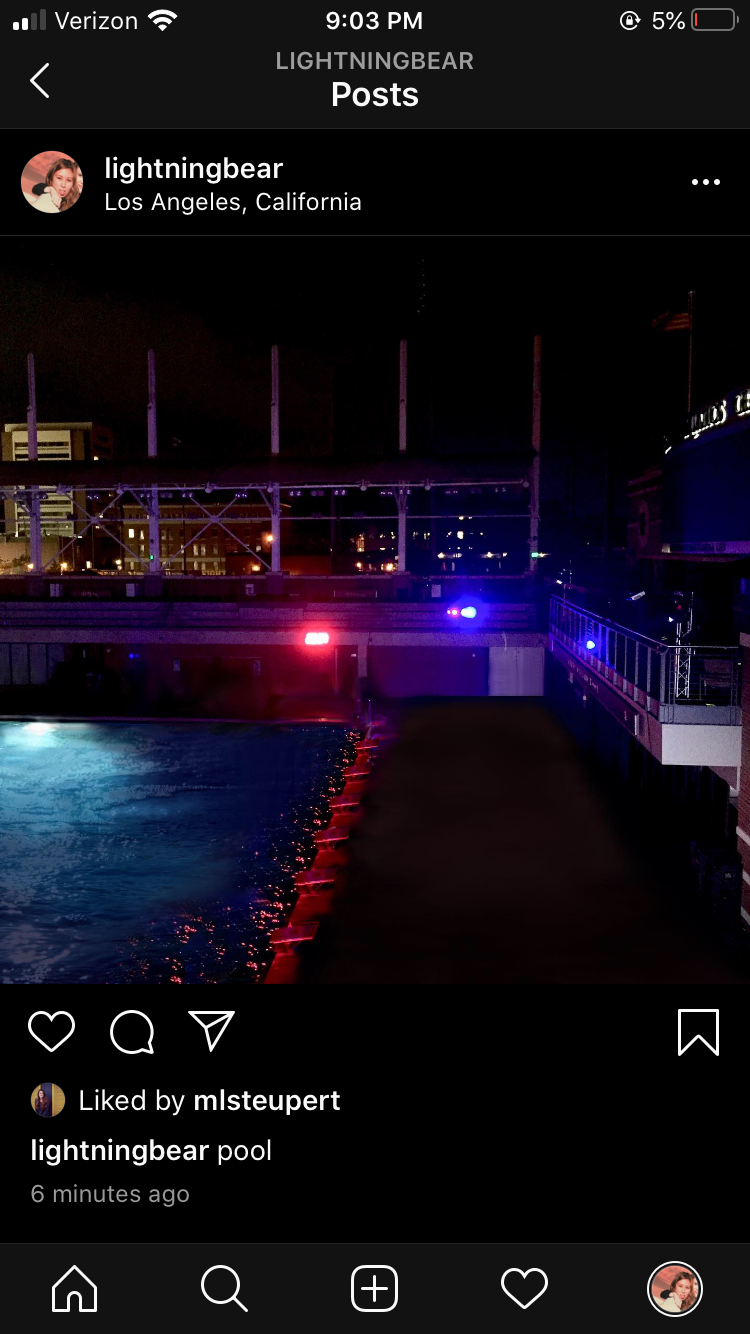 Verizon 9:03 PM 5%
LIGHTNINGBEAR
Posts
lightningbear
Los Angeles, California
Liked by mlsteupert
lightningbear pool
6 minutes ago